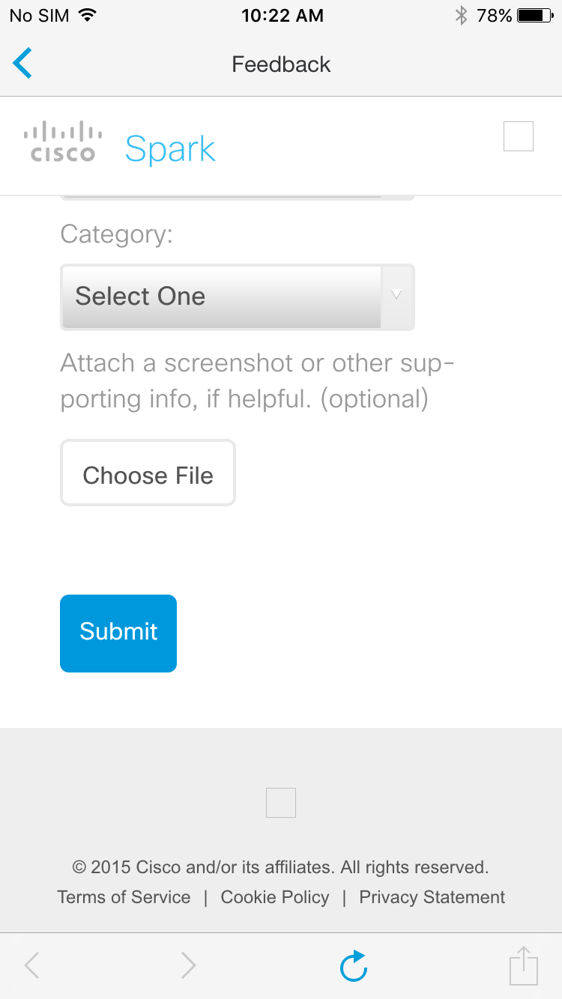 No SIM 10:22 AM 78%
Feedback
CISCO Spark
Category:
Select One
Attach a screenshot or other sup-
porting info, if helpful. (optional)
Choose File
Submit
© 2015 Cisco and/or its affiliates. All rights reserved.
Terms of Service | Cookie Policy | Privacy Statement